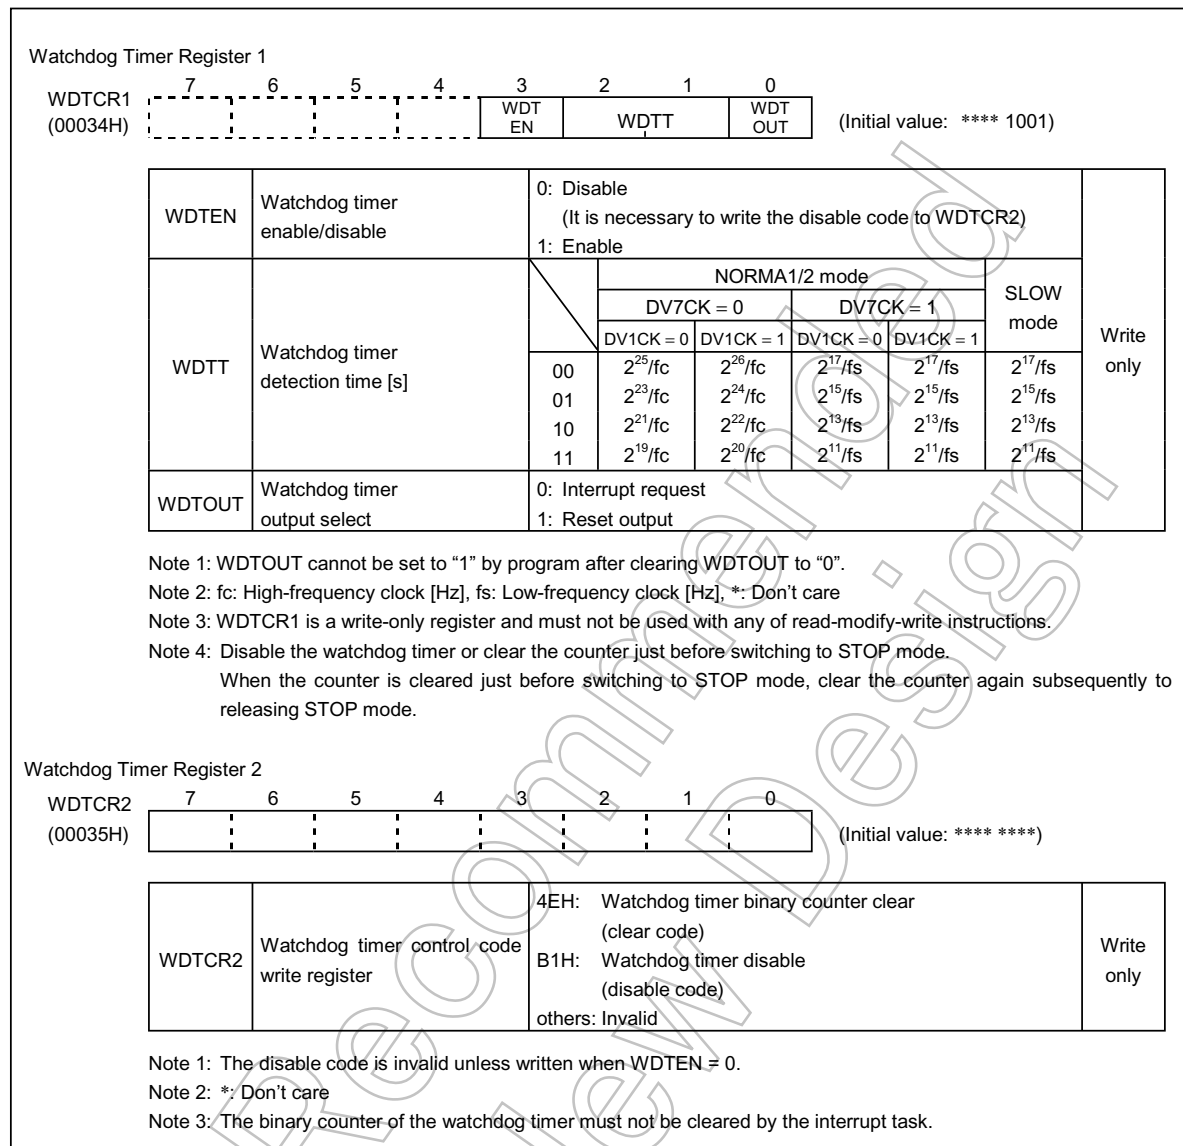 Watchdog Timer Register 1
7 6 5 4 3 2 1 0
WDTCR1
(00034H)
WDT EN
WDTT
WDT OUT
(Initial value: **** 1001)
WDTEN
Watchdog timer
enable/disable
0: Disable
(It is necessary to write the disable code to WDTCR2)
1: Enable
Write only
WDTT
Watchdog timer
detection time [s]
NORMA1/2 mode
SLOW mode
DV7CK = 0 DV7CK = 1
DV1CK = 0 DV1CK = 1 DV1CK = 0 DV1CK = 1
00 2^25/fc 2^26/fc 2^17/fs 2^17/fs 2^17/fs
01 2^23/fc 2^24/fc 2^15/fs 2^15/fs 2^15/fs
10 2^21/fc 2^22/fc 2^13/fs 2^13/fs 2^13/fs
11 2^19/fc 2^20/fc 2^11/fs 2^11/fs 2^11/fs
WDTOUT
Watchdog timer
output select
0: Interrupt request
1: Reset output
Note 1: WDTOUT cannot be set to “1” by program after clearing WDTOUT to “0”.
Note 2: fc: High-frequency clock [Hz], fs: Low-frequency clock [Hz], *: Don’t care
Note 3: WDTCR1 is a write-only register and must not be used with any of read-modify-write instructions.
Note 4: Disable the watchdog timer or clear the counter just before switching to STOP mode.
When the counter is cleared just before switching to STOP mode, clear the counter again subsequently to
releasing STOP mode.
Watchdog Timer Register 2
7 6 5 4 3 2 1 0
WDTCR2
(00035H)
(Initial value: **** ****)
WDTCR2
Watchdog timer control code
write register
4EH: Watchdog timer binary counter clear
(clear code)
B1H: Watchdog timer disable
(disable code)
others: Invalid
Write only
Note 1: The disable code is invalid unless written when WDTEN = 0.
Note 2: *: Don’t care
Note 3: The binary counter of the watchdog timer must not be cleared by the interrupt task.
Recommended
New Design